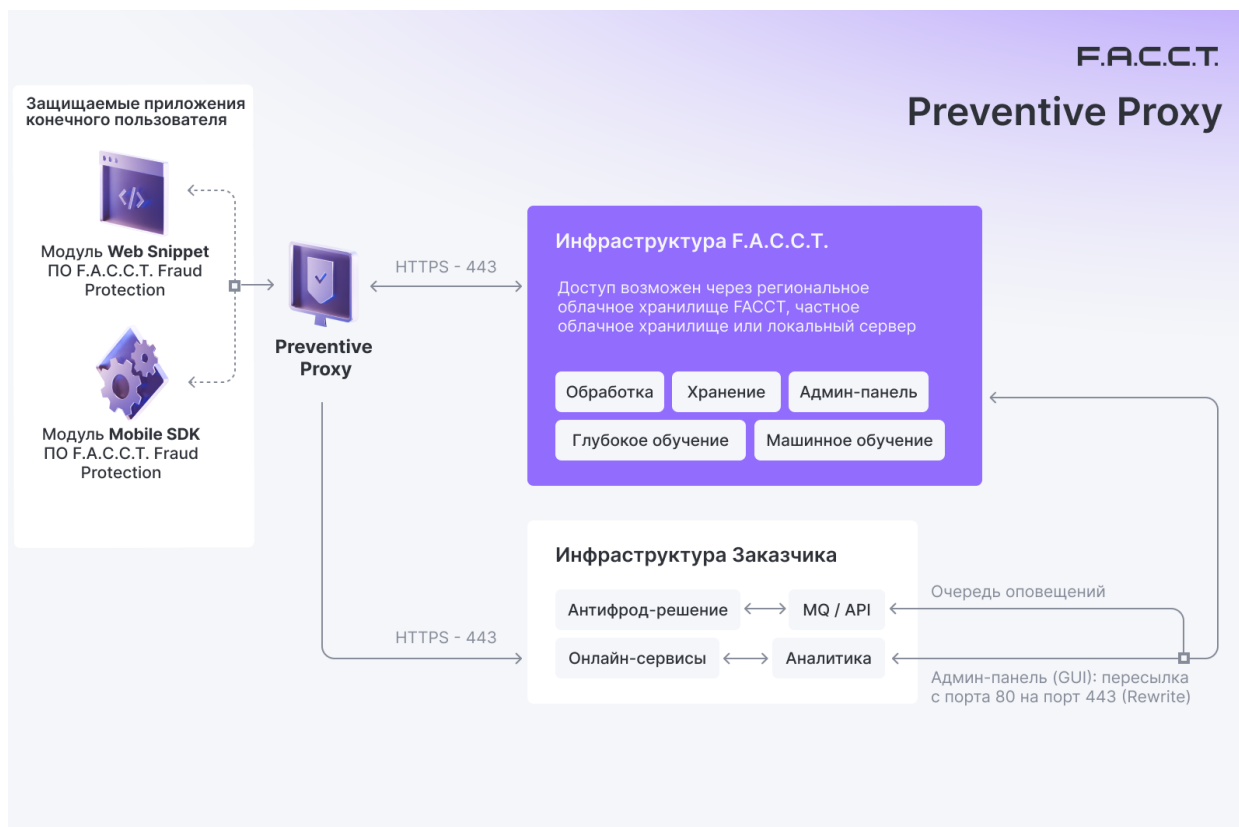 F.A.C.C.T.
Preventive Proxy
Защищаемые приложения
конечного пользователя
Модуль Web Snippet
ПО F.A.C.C.T. Fraud
Protection
Модуль Mobile SDK
ПО F.A.C.C.T. Fraud
Protection
Preventive
Proxy
HTTPS - 443
Инфраструктура F.A.C.C.T.
Доступ возможен через региональное
облачное хранилище FACCT, частное
облачное хранилище или локальный сервер
Обработка
Хранение
Админ-панель
Глубокое обучение
Машинное обучение
HTTPS - 443
Инфраструктура Заказчика
Антифрод-решение
MQ / API
Онлайн-сервисы
Аналитика
Очередь оповещений
Админ-панель (GUI): пересылка
с порта 80 на порт 443 (Rewrite)